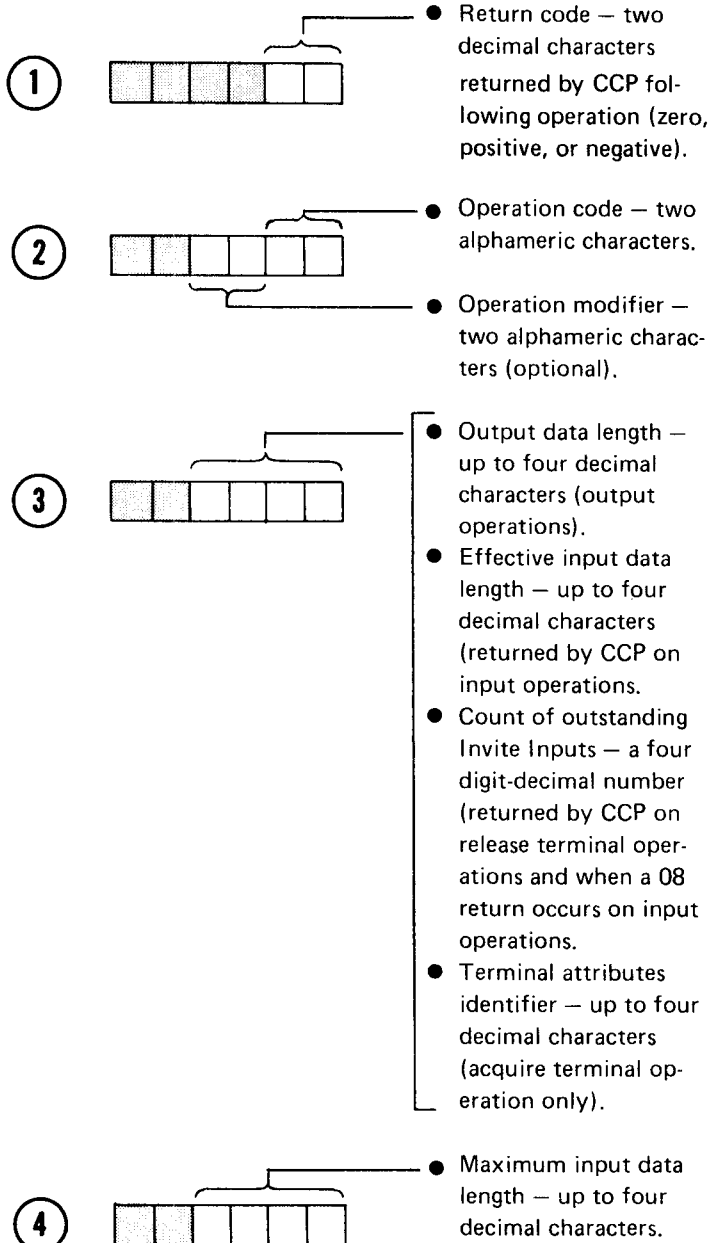 1
● Return code — two
decimal characters
returned by CCP fol-
lowing operation (zero,
positive, or negative).
2
● Operation code — two
alphameric characters.
● Operation modifier —
two alphameric charac-
ters (optional).
3
● Output data length —
up to four decimal
characters (output
operations).
● Effective input data
length — up to four
decimal characters
(returned by CCP on
input operations.
● Count of outstanding
Invite Inputs — a four
digit-decimal number
(returned by CCP on
release terminal oper-
ations and when a 08
return occurs on input
operations.
● Terminal attributes
identifier — up to four
decimal characters
(acquire terminal op-
eration only).
4
● Maximum input data
length — up to four
decimal characters.